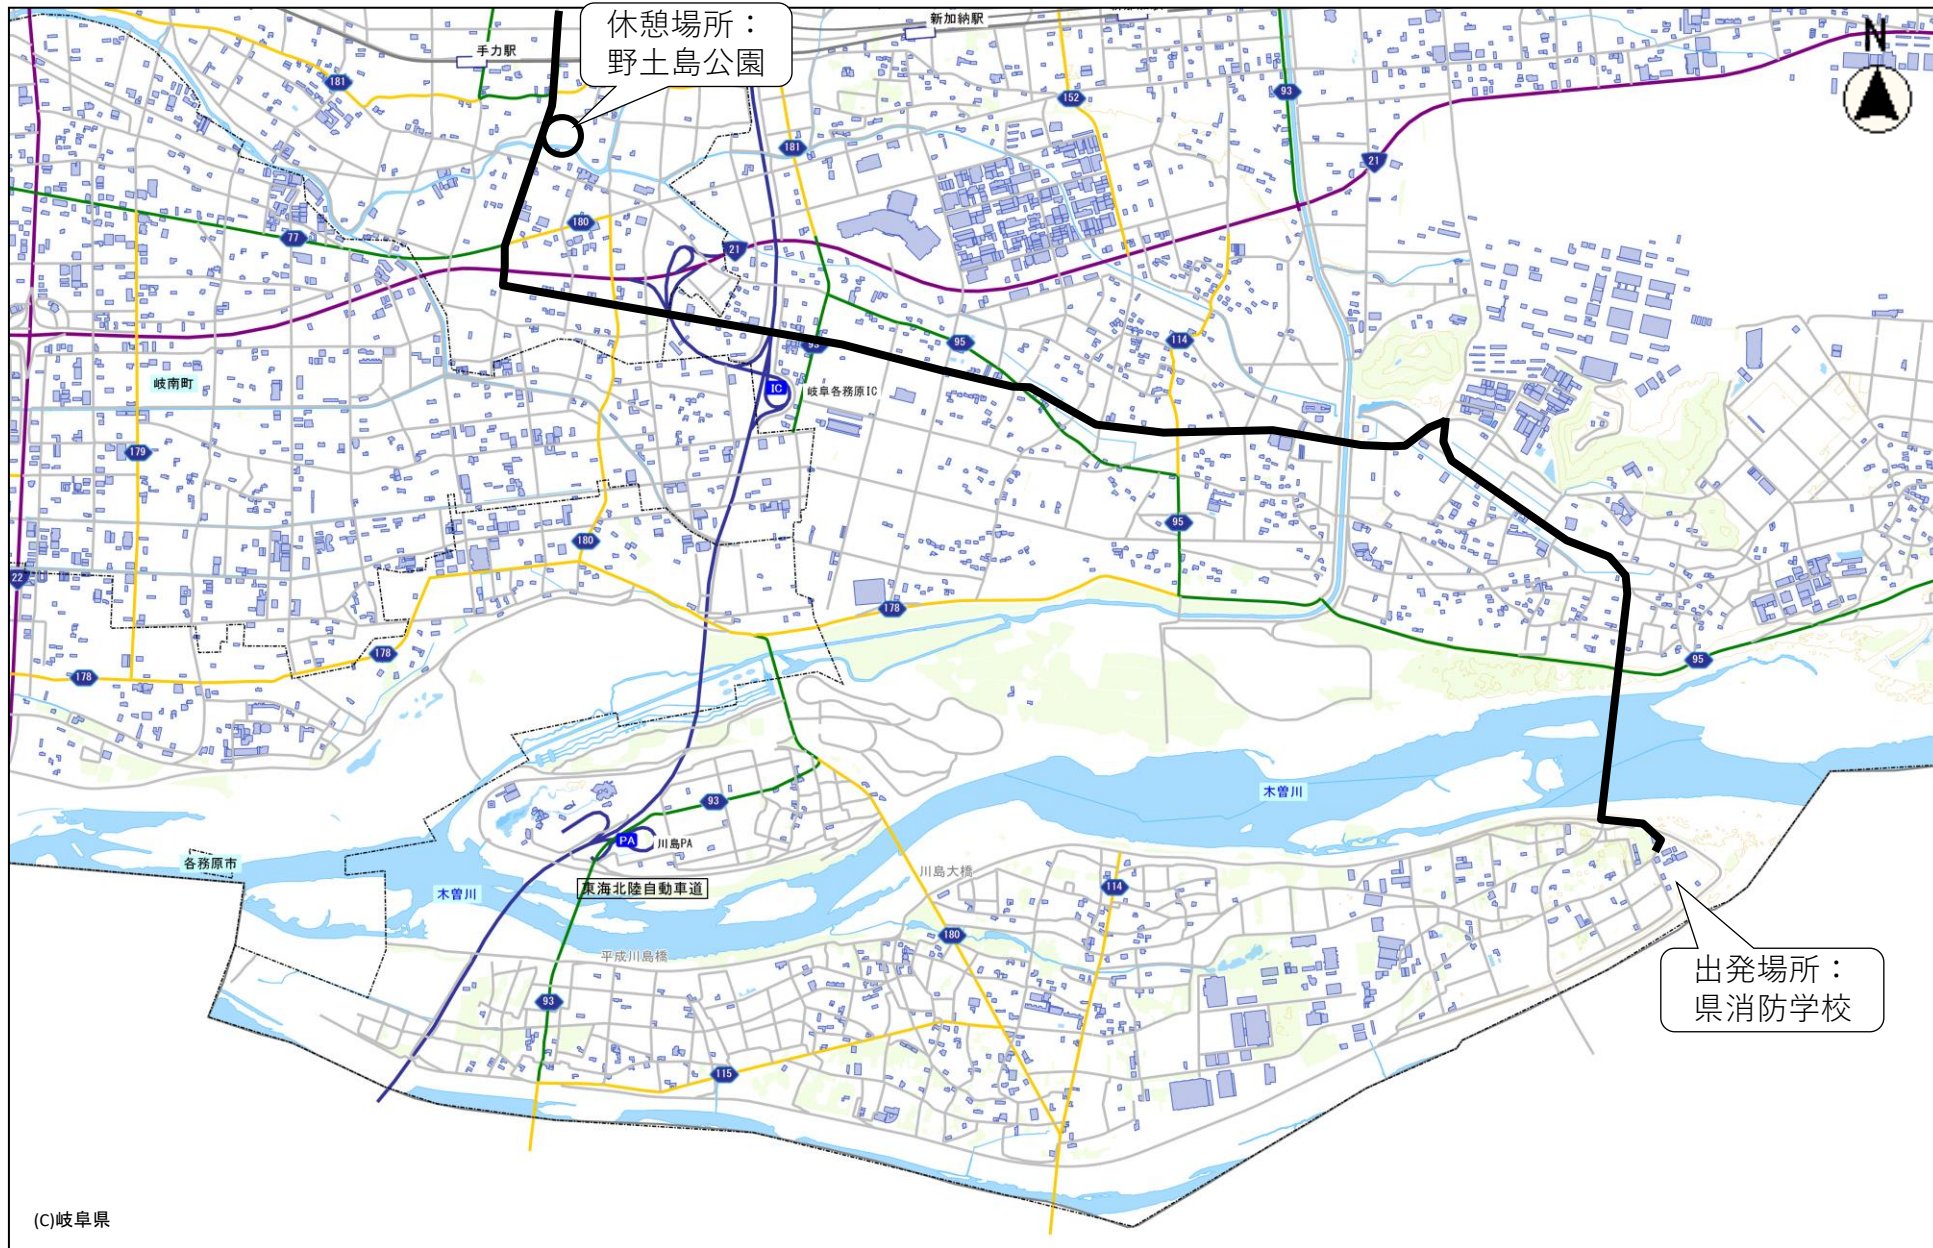 休憩場所：
野土島公園
新加納駅
手力駅
N
181
152
93
21
181
180
77
21
93
95
114
岐南町
IC
岐阜各務原IC
179
95
180
22
178
178
95
178
木曽川
93
PA
川島PA
各務原市
川島大橋
東海北陸自動車道
114
木曽川
180
平成川島橋
出発場所：
県消防学校
93
115
(C)岐阜県